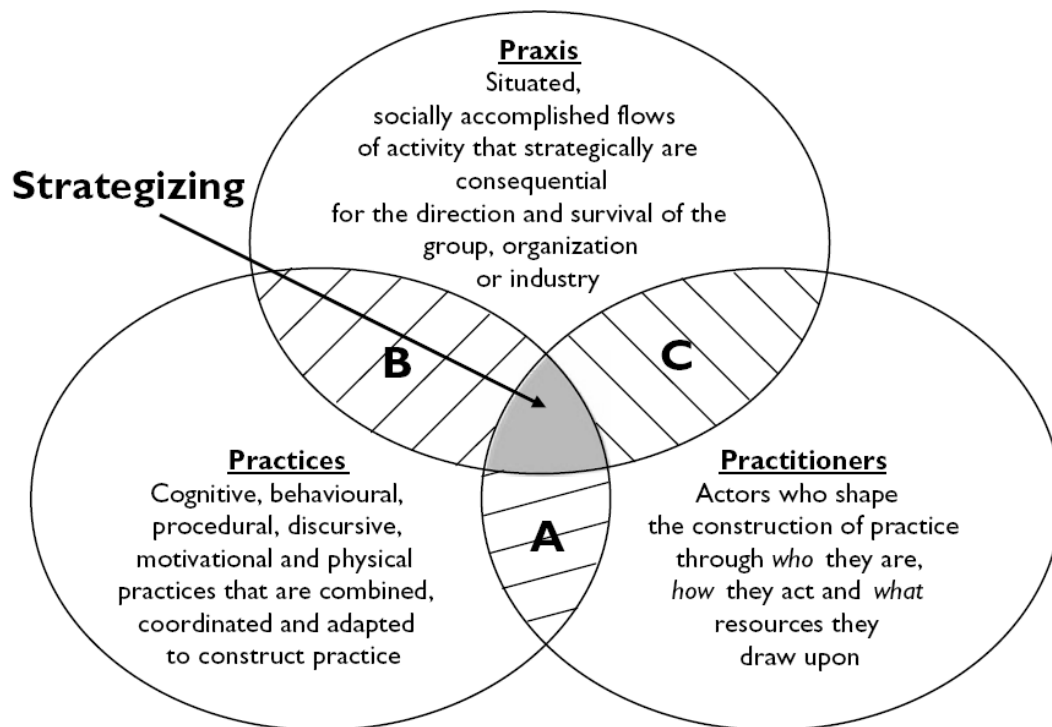 Praxis
Situated,
socially accomplished flows
of activity that strategically are
consequential
for the direction and survival of the
group, organization
or industry
Strategizing
B
C
Practices
Cognitive, behavioural,
procedural, discursive,
motivational and physical
practices that are combined,
coordinated and adapted
to construct practice
A
Practitioners
Actors who shape
the construction of practice
through who they are,
how they act and what
resources they
draw upon